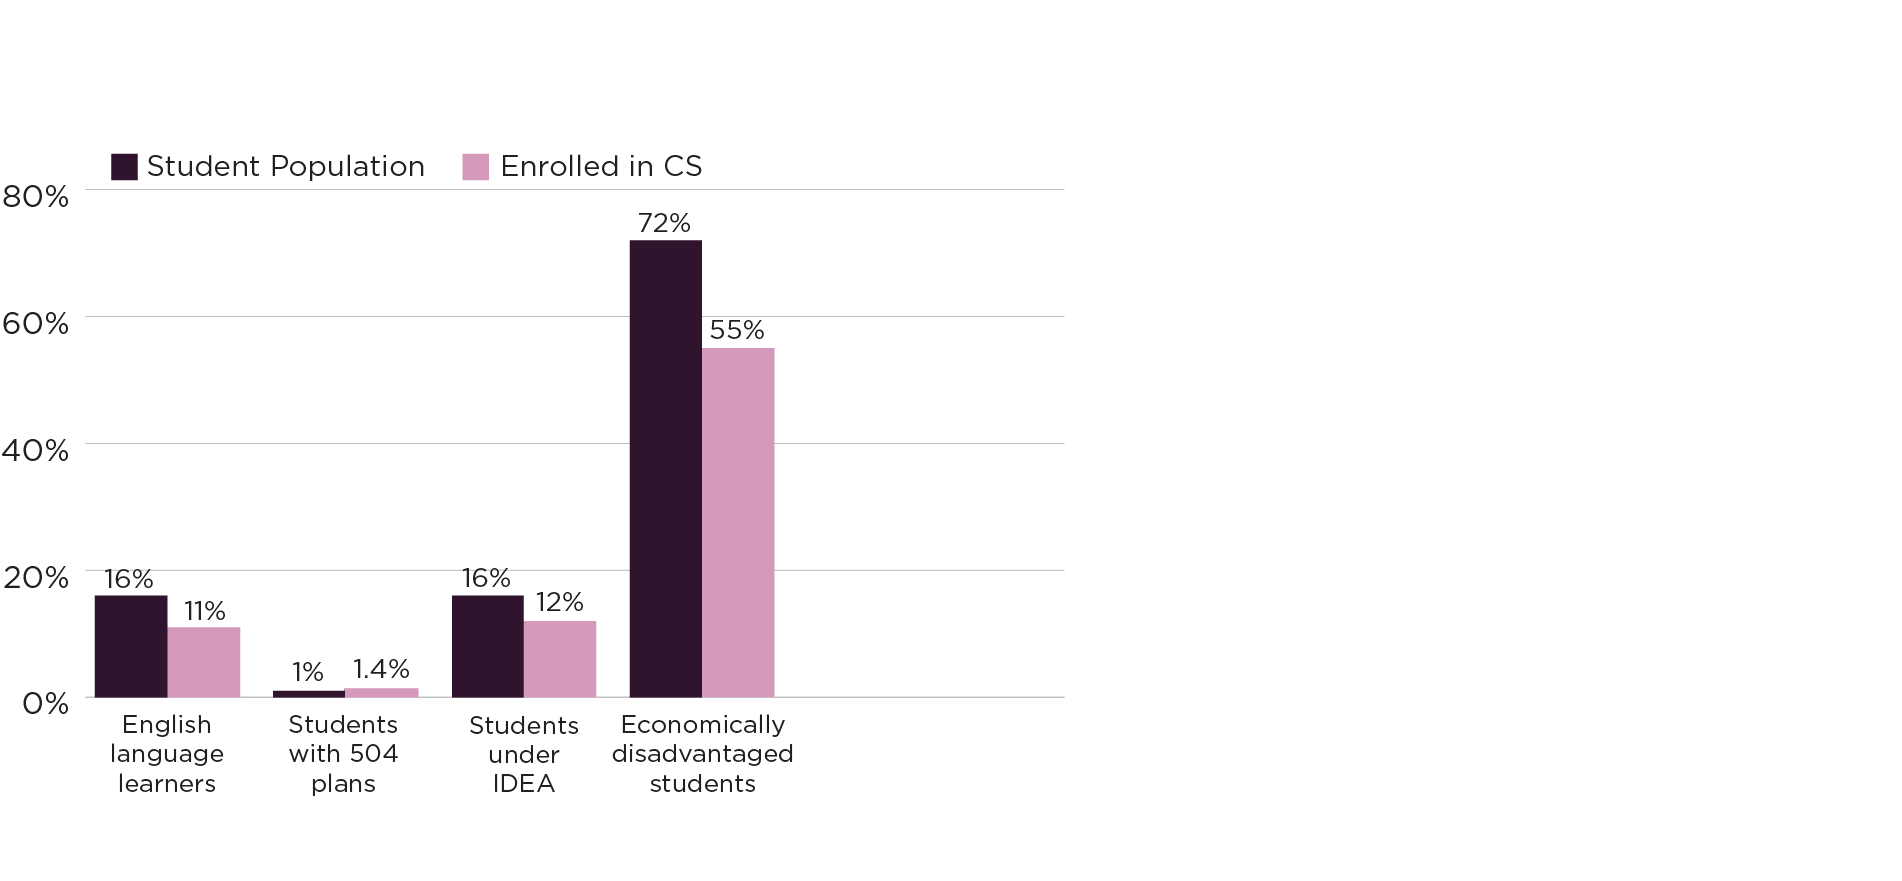 Student Population Enrolled in CS
80%
72%
60%
55%
40%
20%
16%
11%
1%
1.4%
16%
12%
0%
English
language
learners
Students
with 504
plans
Students
under
IDEA
Economically
disadvantaged
students